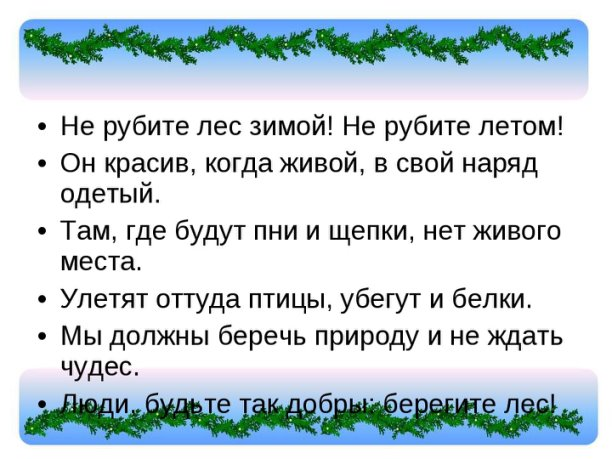 • Не рубите лес зимой! Не рубите летом!
• Он красив, когда живой, в свой наряд
одетый.
• Там, где будут пни и щепки, нет живого
места.
• Улетят оттуда птицы, убегут и белки.
• Мы должны беречь природу и не ждать
чудес.
• Люди, будьте так добры: берегите лес!